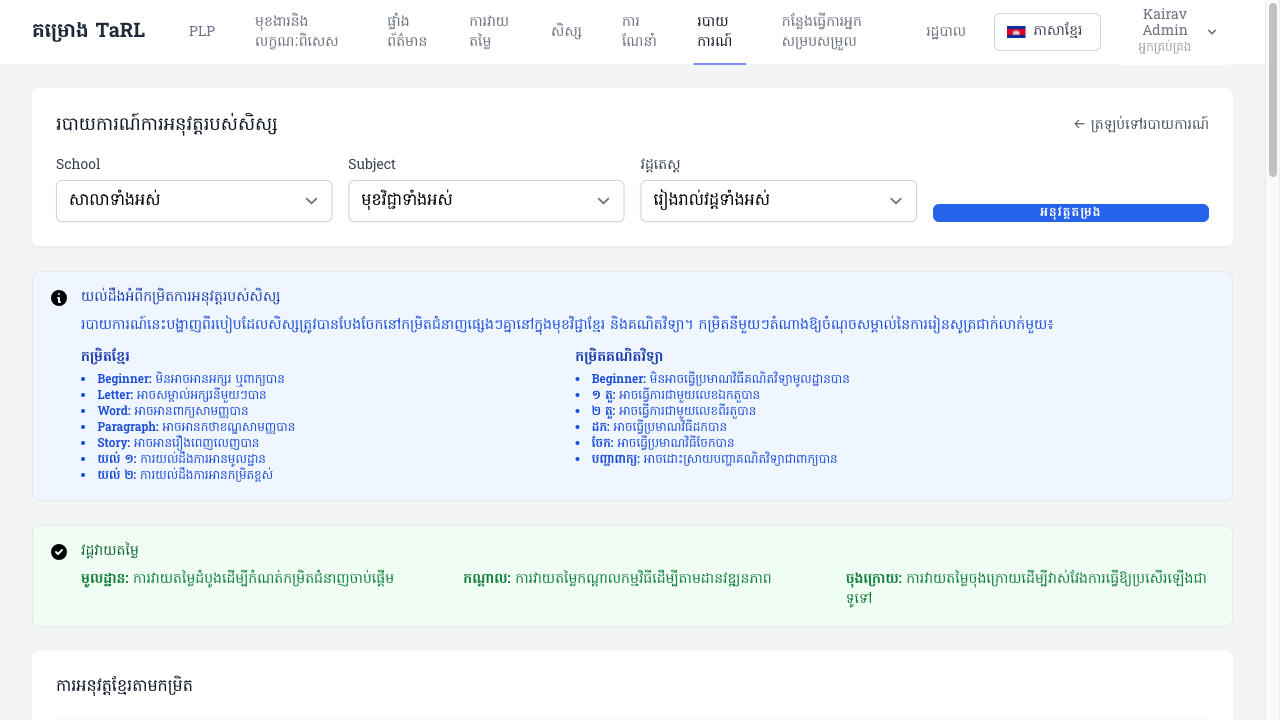 គម្រោង TaRL
PLP
មុខងារនិង
លក្ខណៈពិសេស
ផ្ទាំង
ព័ត៌មាន
ការវាយ
តម្លៃ
សិស្ស
ការ
ណែនាំ
របាយ
ការណ៍
កន្លែងធ្វើការអ្នក
សម្របសម្រួល
រដ្ឋបាល
ភាសាខ្មែរ
Kairav
Admin
អ្នកគ្រប់គ្រង
របាយការណ៍ការអនុវត្តរបស់សិស្ស
← ត្រឡប់ទៅរបាយការណ៍
School
Subject
វដ្តតេស្ត
សាលាទាំងអស់
មុខវិជ្ជាទាំងអស់
រៀងរាល់វដ្តទាំងអស់
អនុវត្តតម្រង
យល់ដឹងអំពីកម្រិតការអនុវត្តរបស់សិស្ស
របាយការណ៍នេះបង្ហាញពីរបៀបដែលសិស្សត្រូវបានបែងចែកនៅកម្រិតជំនាញផ្សេងៗគ្នានៅក្នុងមុខវិជ្ជាខ្មែរ និងគណិតវិទ្យា។ កម្រិតនីមួយៗតំណាងឱ្យចំណុចសម្គាល់នៃការរៀនសូត្រជាក់លាក់មួយ៖
កម្រិតខ្មែរ
Beginner: មិនអាចអានអក្សរ ឬពាក្យបាន
Letter: អាចសម្គាល់អក្សរនីមួយៗបាន
Word: អាចអានពាក្យសាមញ្ញបាន
Paragraph: អាចអានកថាខណ្ឌសាមញ្ញបាន
Story: អាចអានរឿងពេញលេញបាន
យល់ ១: ការយល់ដឹងការអានមូលដ្ឋាន
យល់ ២: ការយល់ដឹងការអានកម្រិតខ្ពស់
កម្រិតគណិតវិទ្យា
Beginner: មិនអាចធ្វើប្រមាណវិធីគណិតវិទ្យាមូលដ្ឋានបាន
១ តួ: អាចធ្វើការជាមួយលេខឯកតួបាន
២ តួ: អាចធ្វើការជាមួយលេខពីរតួបាន
ដក: អាចធ្វើប្រមាណវិធីដកបាន
ចែក: អាចធ្វើប្រមាណវិធីចែកបាន
បញ្ហាពាក្យ: អាចដោះស្រាយបញ្ហាគណិតវិទ្យាជាពាក្យបាន
វដ្តវាយតម្លៃ
មូលដ្ឋាន: ការវាយតម្លៃដំបូងដើម្បីកំណត់កម្រិតជំនាញចាប់ផ្តើម
កណ្តាល: ការវាយតម្លៃកណ្តាលកម្មវិធីដើម្បីតាមដានវឌ្ឍនភាព
ចុងក្រោយ: ការវាយតម្លៃចុងក្រោយដើម្បីវាស់វែងការធ្វើឱ្យប្រសើរឡើងជា
ទូទៅ
ការអនុវត្តខ្មែរតាមកម្រិត